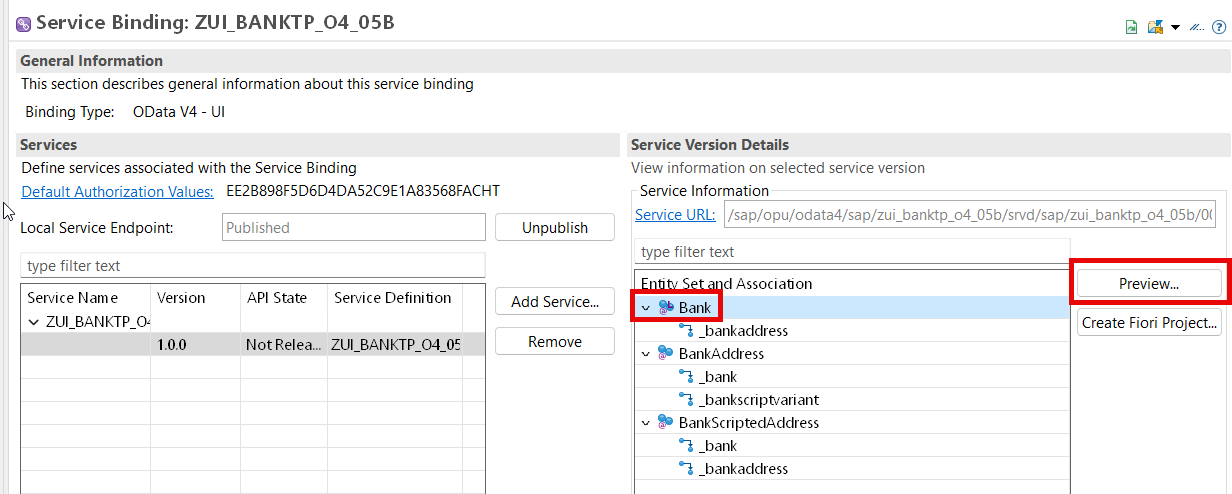 Service Binding: ZUI_BANKTP_O4_05B
General Information
This section describes general information about this service binding
Binding Type: OData V4 - UI
Services
Define services associated with the Service Binding
Default Authorization Values: EE2B898F5D6D4DA52C9E1A83568FACHT
Local Service Endpoint: Published Unpublish
type filter text
Service Name Version API State Service Definition
ZUI_BANKTP_O4
1.0.0 Not Relea... ZUI_BANKTP_O4_05
Add Service...
Remove
Service Version Details
View information on selected service version
Service Information
Service URL: /sap/opu/odata4/sap/zui_banktp_o4_05b/srvd/sap/zui_banktp_o4_05b/00
type filter text
Entity Set and Association
Bank
_bankaddress
BankAddress
_bank
_bankscriptvariant
BankScriptedAddress
_bank
_bankaddress
Preview...
Create Fiori Project...